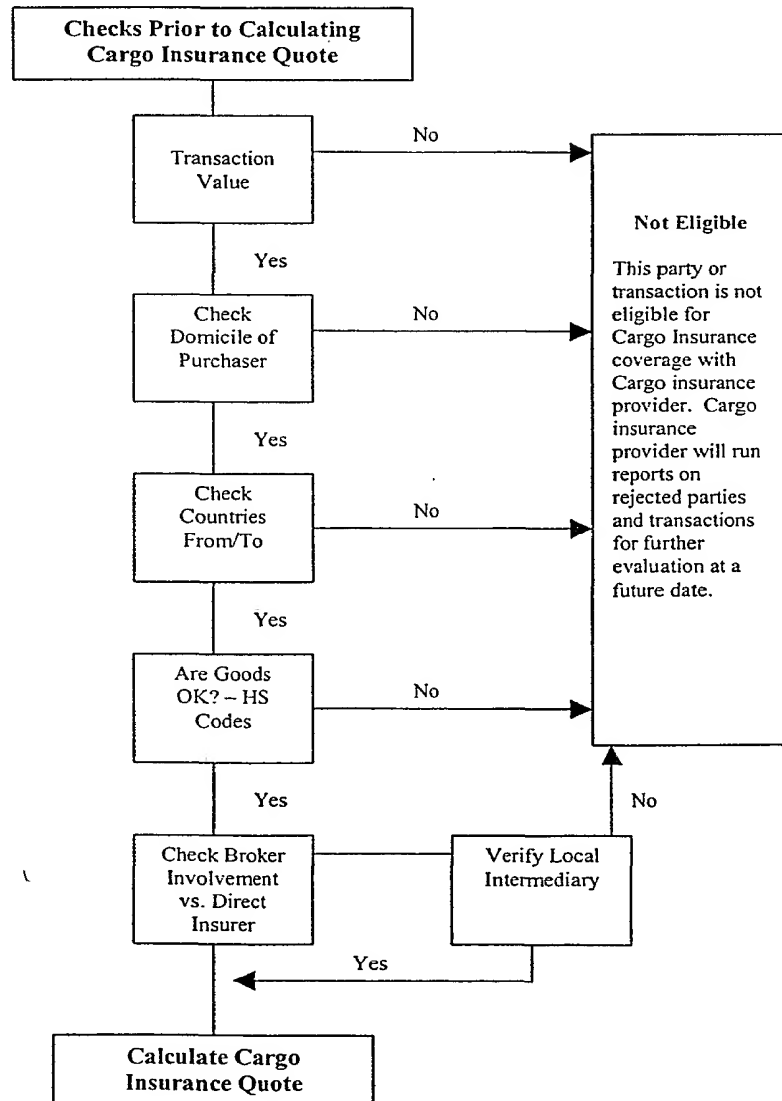 Checks Prior to Calculating
Cargo Insurance Quote
Transaction
Value
No
Yes
Check
Domicile of
Purchaser
No
Yes
Check
Countries
From/To
No
Yes
Are Goods
OK? – HS
Codes
No
Yes
Not Eligible
This party or
transaction is not
eligible for
Cargo Insurance
coverage with
Cargo insurance
provider. Cargo
insurance
provider will run
reports on
rejected parties
and transactions
for further
evaluation at a
future date.
Check Broker
Involvement
vs. Direct
Insurer
Verify Local
Intermediary
No
Yes
Calculate Cargo
Insurance Quote